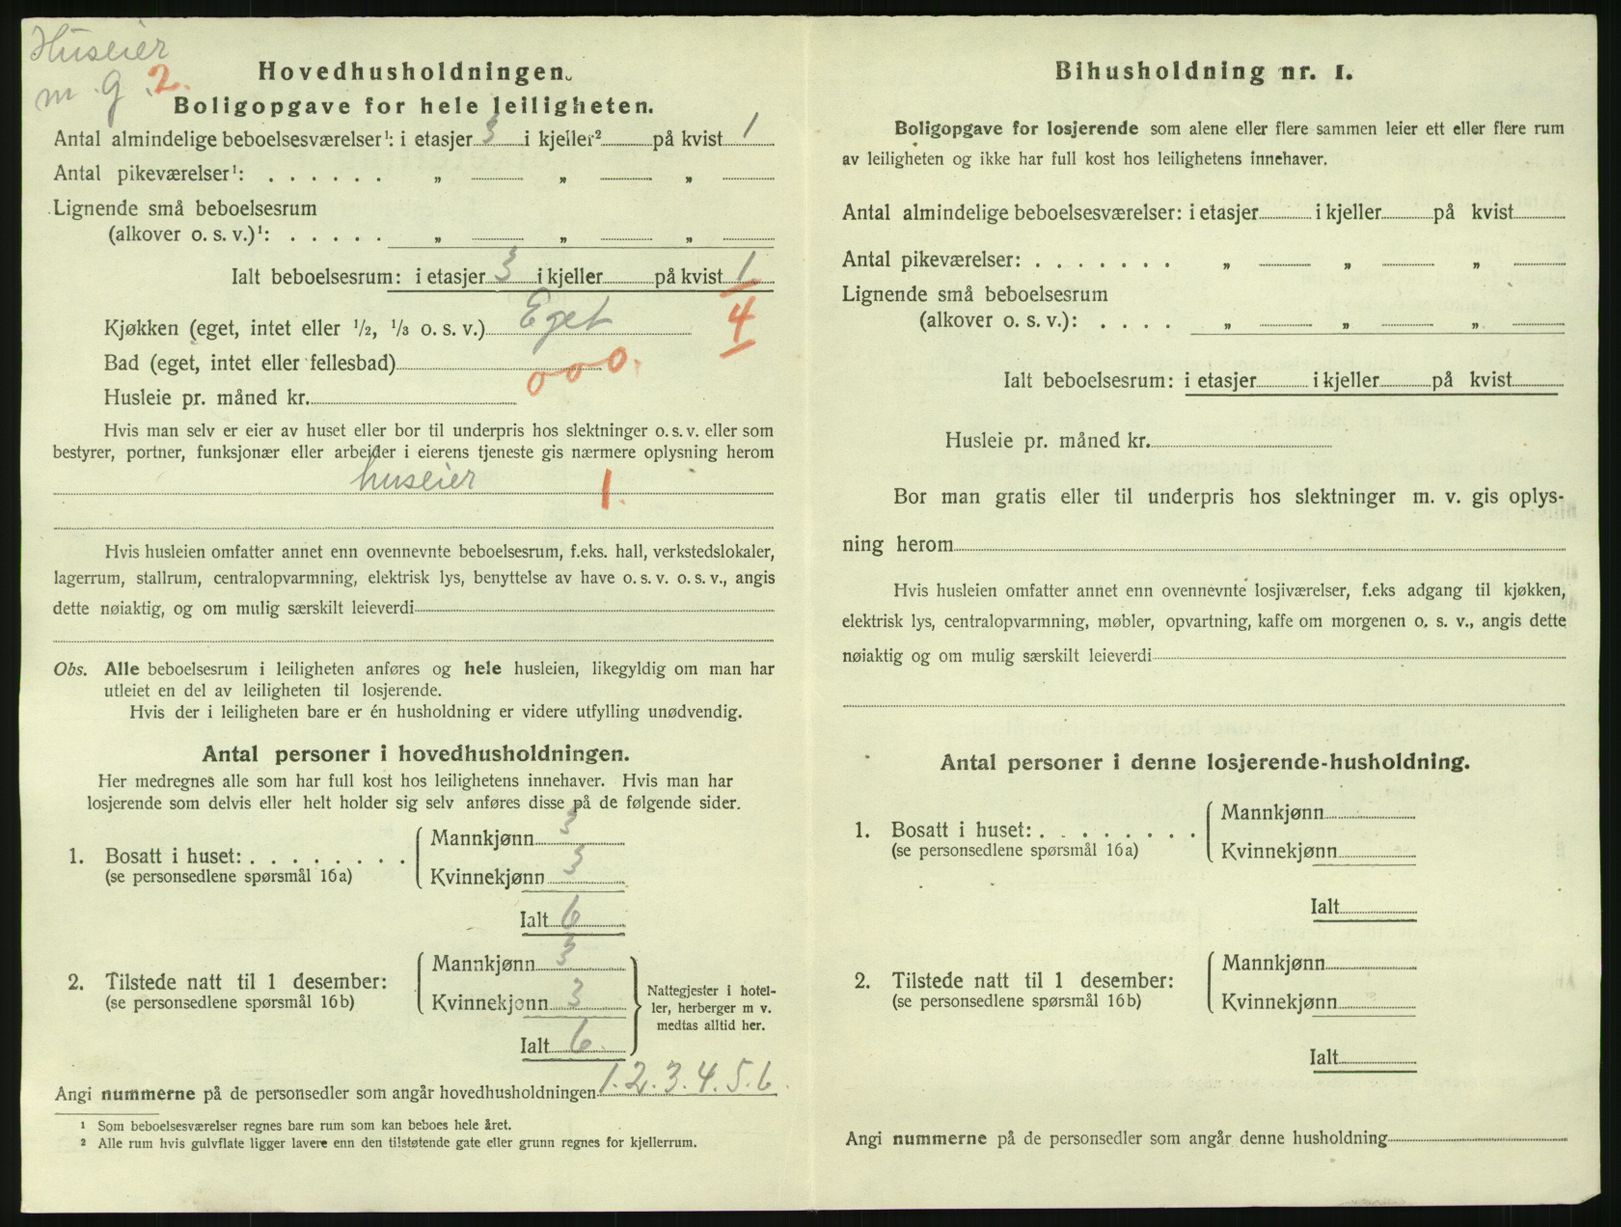 Huseier
m. g. 2.
Hovedhusholdningen.
Boligopgave for hele leiligheten.
Antal almindelige beboelsesværelser¹: i etasjer 3 i kjeller² på kvist 1
Antal pikeværelser¹: . . . . . . „ „ „
Lignende små beboelsesrum
(alkover o. s. v.)¹: . . . . . „ „ „
Ialt beboelsesrum: i etasjer 3 i kjeller på kvist 1
4
Kjøkken (eget, intet eller ½, ⅓ o. s. v.) Eget
Bad (eget, intet eller fellesbad)
o o o.
Husleie pr. måned kr.
Hvis man selv er eier av huset eller bor til underpris hos slektninger o. s. v. eller som
bestyrer, portner, funksjonær eller arbeider i eierens tjeneste gis nærmere oplysning herom
huseier 1.
Hvis husleien omfatter annet enn ovennevnte beboelsesrum, f.eks. hall, verkstedslokaler,
lagerrum, stallrum, centralopvarmning, elektrisk lys, benyttelse av have o. s. v. o. s. v., angis
dette nøiaktig, og om mulig særskilt leieverdi
Obs. Alle beboelsesrum i leiligheten anføres og hele husleien, likegyldig om man har
utleiet en del av leiligheten til losjerende.
Hvis der i leiligheten bare er én husholdning er videre utfylling unødvendig.
Antal personer i hovedhusholdningen.
Her medregnes alle som har full kost hos leilighetens innehaver. Hvis man har
losjerende som delvis eller helt holder sig selv anføres disse på de følgende sider.
1. Bosatt i huset: . . . . . . . .
(se personsedlene spørsmål 16a)
Mannkjønn 3
Kvinnekjønn 3
Ialt 6
2. Tilstede natt til 1 desember:
(se personsedlene spørsmål 16b)
Mannkjønn 3
Kvinnekjønn 3
Ialt 6.
Nattegjester i hotel-
ler, herberger m v.
medtas alltid her.
Angi nummerne på de personsedler som angår hovedhusholdningen 1. 2. 3. 4. 5. 6.
¹ Som beboelsesværelser regnes bare rum som kan beboes hele året.
² Alle rum hvis gulvflate ligger lavere enn den tilstøtende gate eller grunn regnes for kjellerrum.
Bihusholdning nr. 1.
Boligopgave for losjerende som alene eller flere sammen leier ett eller flere rum
av leiligheten og ikke har full kost hos leilighetens innehaver.
Antal almindelige beboelsesværelser: i etasjer i kjeller på kvist
Antal pikeværelser: . . . . . . . „ „ „
Lignende små beboelsesrum
(alkover o. s. v.): . . . . „ „ „
Ialt beboelsesrum: i etasjer i kjeller på kvist
Husleie pr. måned kr.
Bor man gratis eller til underpris hos slektninger m. v. gis oplys-
ning herom
Hvis husleien omfatter annet enn ovennevnte losjiværelser, f.eks adgang til kjøkken,
elektrisk lys, centralopvarmning, møbler, opvartning, kaffe om morgenen o. s. v., angis dette
nøiaktig og om mulig særskilt leieverdi
Antal personer i denne losjerende-husholdning.
1. Bosatt i huset: . . . . . . . .
(se personsedlene spørsmål 16a)
Mannkjønn
Kvinnekjønn
Ialt
2. Tilstede natt til 1 desember:
(se personsedlene spørsmål 16b)
Mannkjønn
Kvinnekjønn
Ialt
Angi nummerne på de personsedler som angår denne husholdning